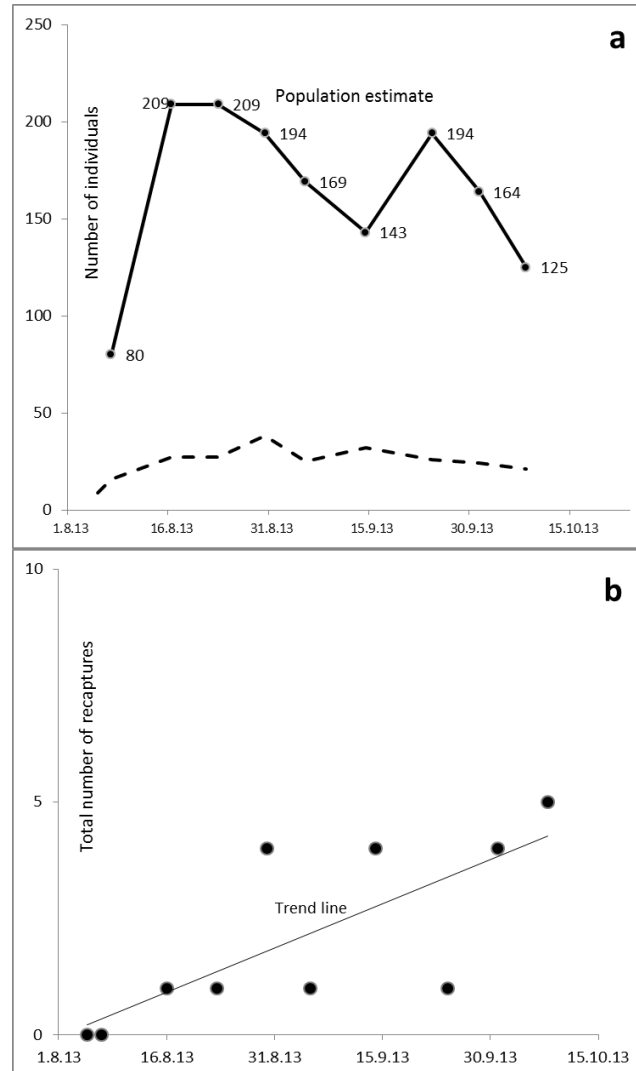 a
250
200
150
100
50
0
Number of individuals
Population estimate
80
209
209
194
169
143
194
164
125
1.8.13 16.8.13 31.8.13 15.9.13 30.9.13 15.10.13
b
10
5
0
Total number of recaptures
Trend line
1.8.13 16.8.13 31.8.13 15.9.13 30.9.13 15.10.13